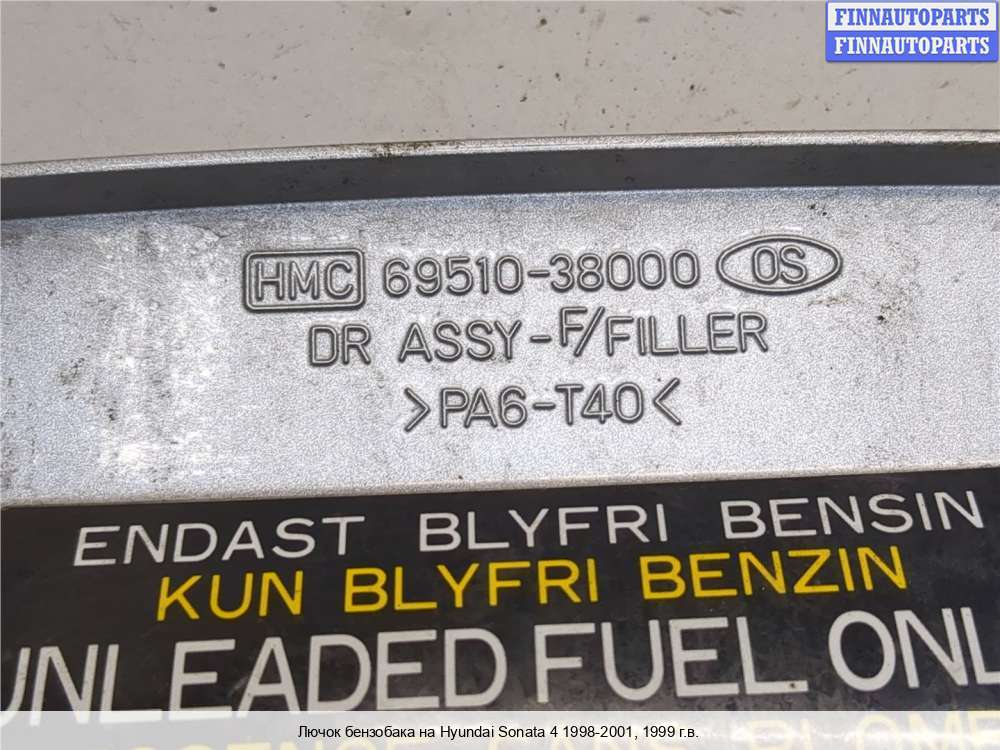 FINNAUTOPARTS
FINNAUTOPARTS
HMC 69510-38000 OS
DR ASSY-F/FILLER
>PA6-T40<
ENDAST BLYFRI BENSIN
KUN BLYFRI BENZIN
UNLEADED FUEL ONL
Лючок бензобака на Hyundai Sonata 4 1998-2001, 1999 г.в.